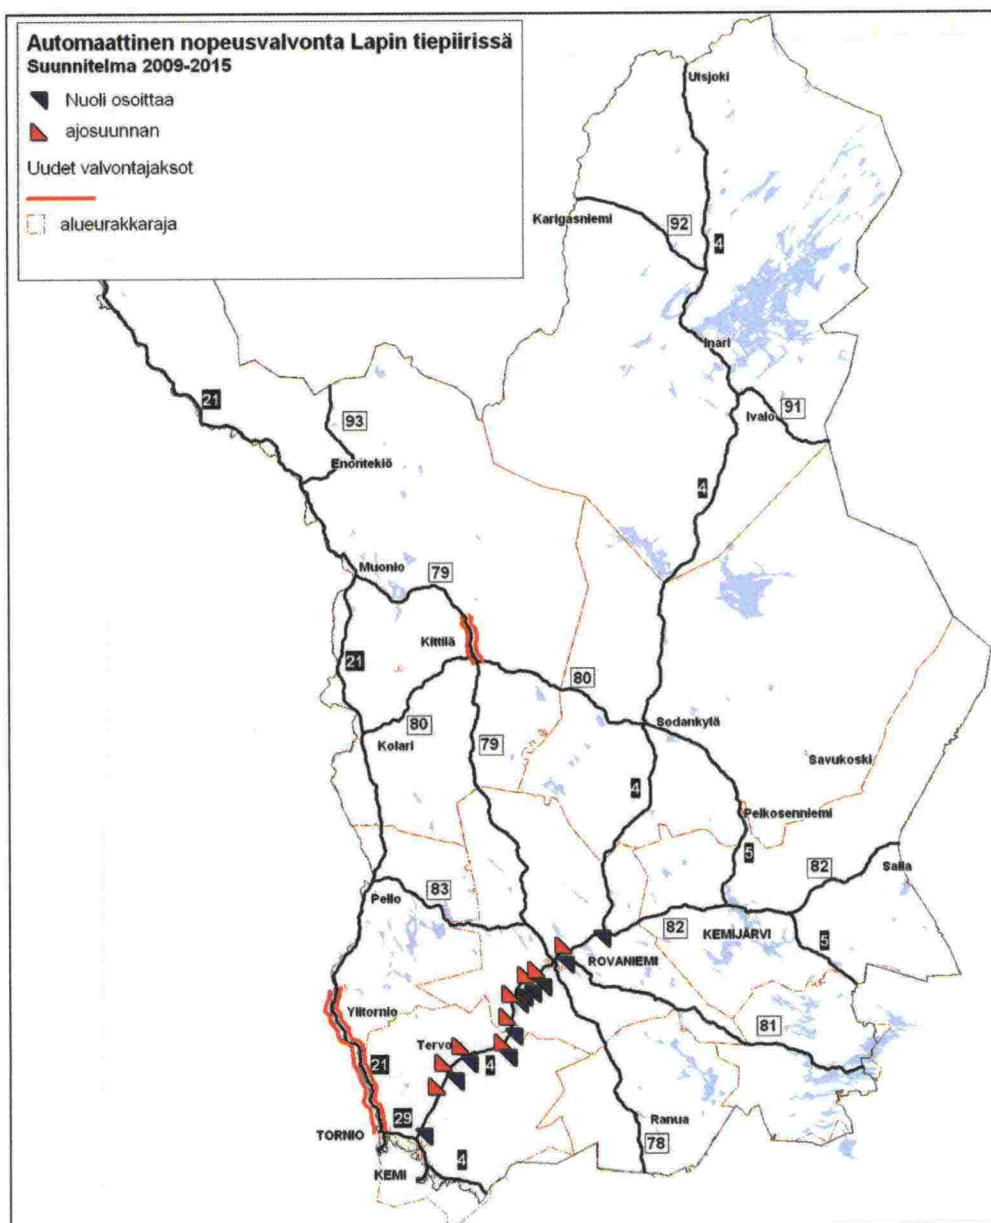 Automaattinen nopeusvalvonta Lapin tiepiirissä
Suunnitelma 2009-2015
Nuoli osoittaa
ajosuunnan
Uudet valvontajaksot
alueurakkaraja
Utsjoki
Karigasniemi
92
4
Inari
21
93
Ivalo
91
Enontekiö
4
Muonio
79
Kittilä
21
80
80
Sodankylä
Kolari
79
Savukoski
4
Pelkosenniemi
5
82
Salla
83
Pello
82
KEMIJÄRVI
5
ROVANIEMI
Ylitornio
81
Tervo
21
4
29
TORNIO
Ranua
78
KEMI
4